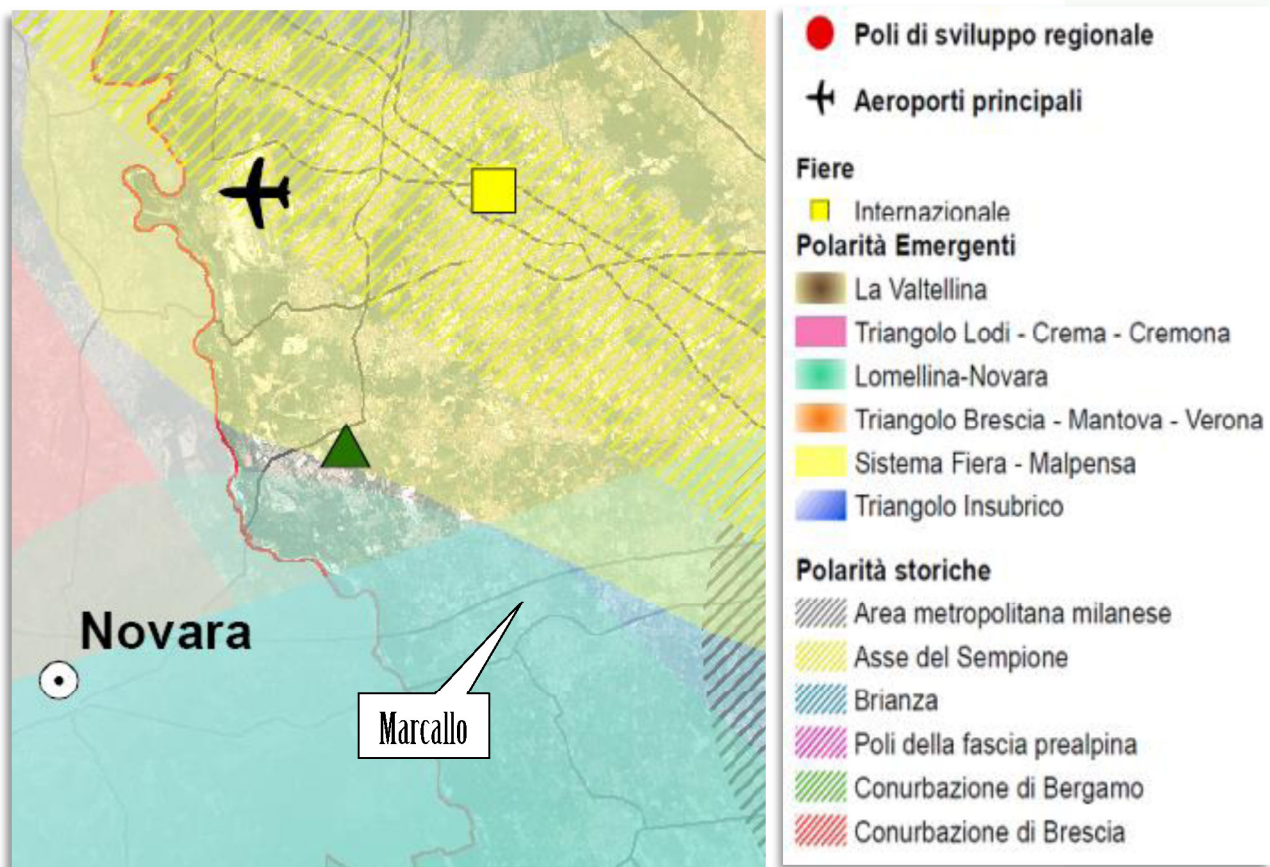 Novara
Marcallo
Poli di sviluppo regionale
Aeroporti principali
Fiere
Internazionale
Polarità Emergenti
La Valtellina
Triangolo Lodi - Crema - Cremona
Lomellina-Novara
Triangolo Brescia - Mantova - Verona
Sistema Fiera - Malpensa
Triangolo Insubrico
Polarità storiche
Area metropolitana milanese
Asse del Sempione
Brianza
Poli della fascia prealpina
Conurbazione di Bergamo
Conurbazione di Brescia